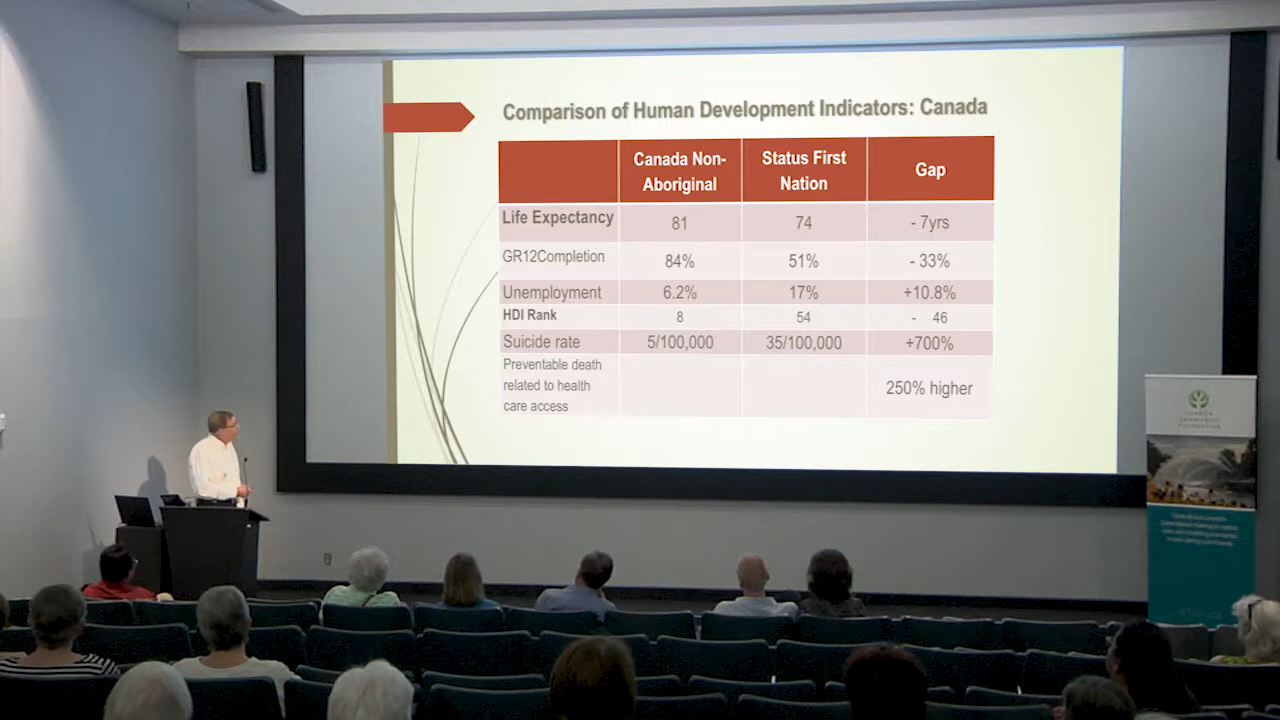 Comparison of Human Development Indicators: Canada
Canada Non-
Aboriginal
Status First
Nation
Gap
Life Expectancy
81
74
- 7yrs
GR12Completion
84%
51%
- 33%
Unemployment
6.2%
17%
+10.8%
HDI Rank
8
54
- 46
Suicide rate
5/100,000
35/100,000
+700%
Preventable death
related to health
care access
250% higher